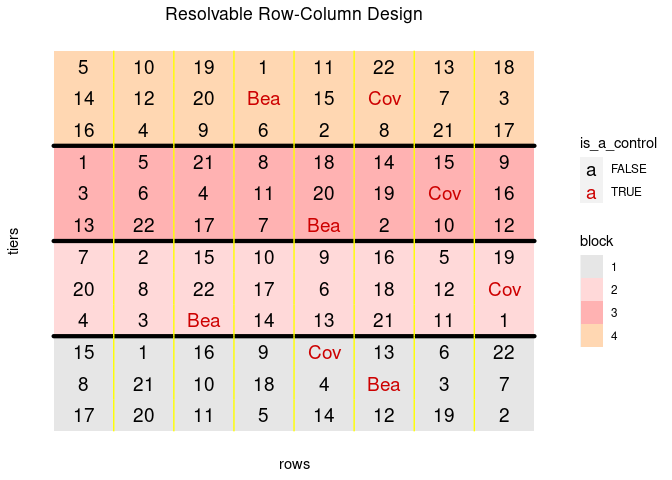 Resolvable Row-Column Design
5 10 19 1 11 22 13 18
14 12 20 Bea 15 Cov 7 3
16 4 9 6 2 8 21 17
1 5 21 8 18 14 15 9
3 6 4 11 20 19 Cov 16
13 22 17 7 Bea 2 10 12
7 2 15 10 9 16 5 19
20 8 22 17 6 18 12 Cov
4 3 Bea 14 13 21 11 1
15 1 16 9 Cov 13 6 22
8 21 10 18 4 Bea 3 7
17 20 11 5 14 12 19 2
tiers
rows
is_a_control
a FALSE
a TRUE
block
1
2
3
4